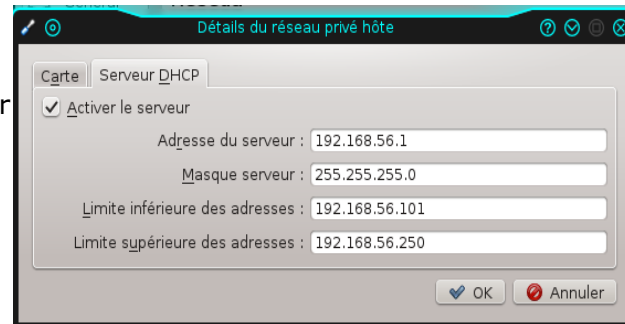 Détails du réseau privé hôte
r
Carte Serveur DHCP
Activer le serveur
Adresse du serveur : 192.168.56.1
Masque serveur : 255.255.255.0
Limite inférieure des adresses : 192.168.56.101
Limite supérieure des adresses : 192.168.56.250
OK Annuler